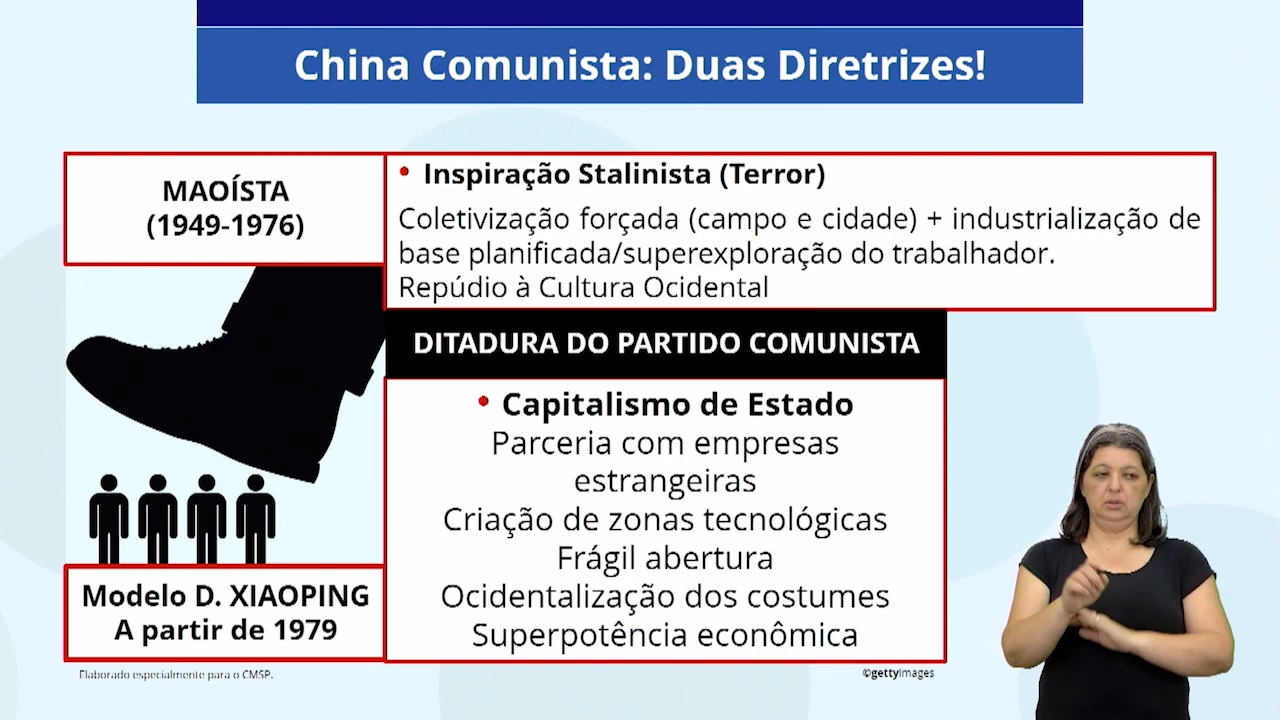 China Comunista: Duas Diretrizes!
MAOÍSTA
(1949-1976)
• Inspiração Stalinista (Terror)
Coletivização forçada (campo e cidade) + industrialização de
base planificada/superexploração do trabalhador.
Repúdio à Cultura Ocidental
DITADURA DO PARTIDO COMUNISTA
• Capitalismo de Estado
Parceria com empresas
estrangeiras
Criação de zonas tecnológicas
Frágil abertura
Ocidentalização dos costumes
Superpotência econômica
Modelo D. XIAOPING
A partir de 1979
Elaborado especialmente para o CMSP.
©gettyimages